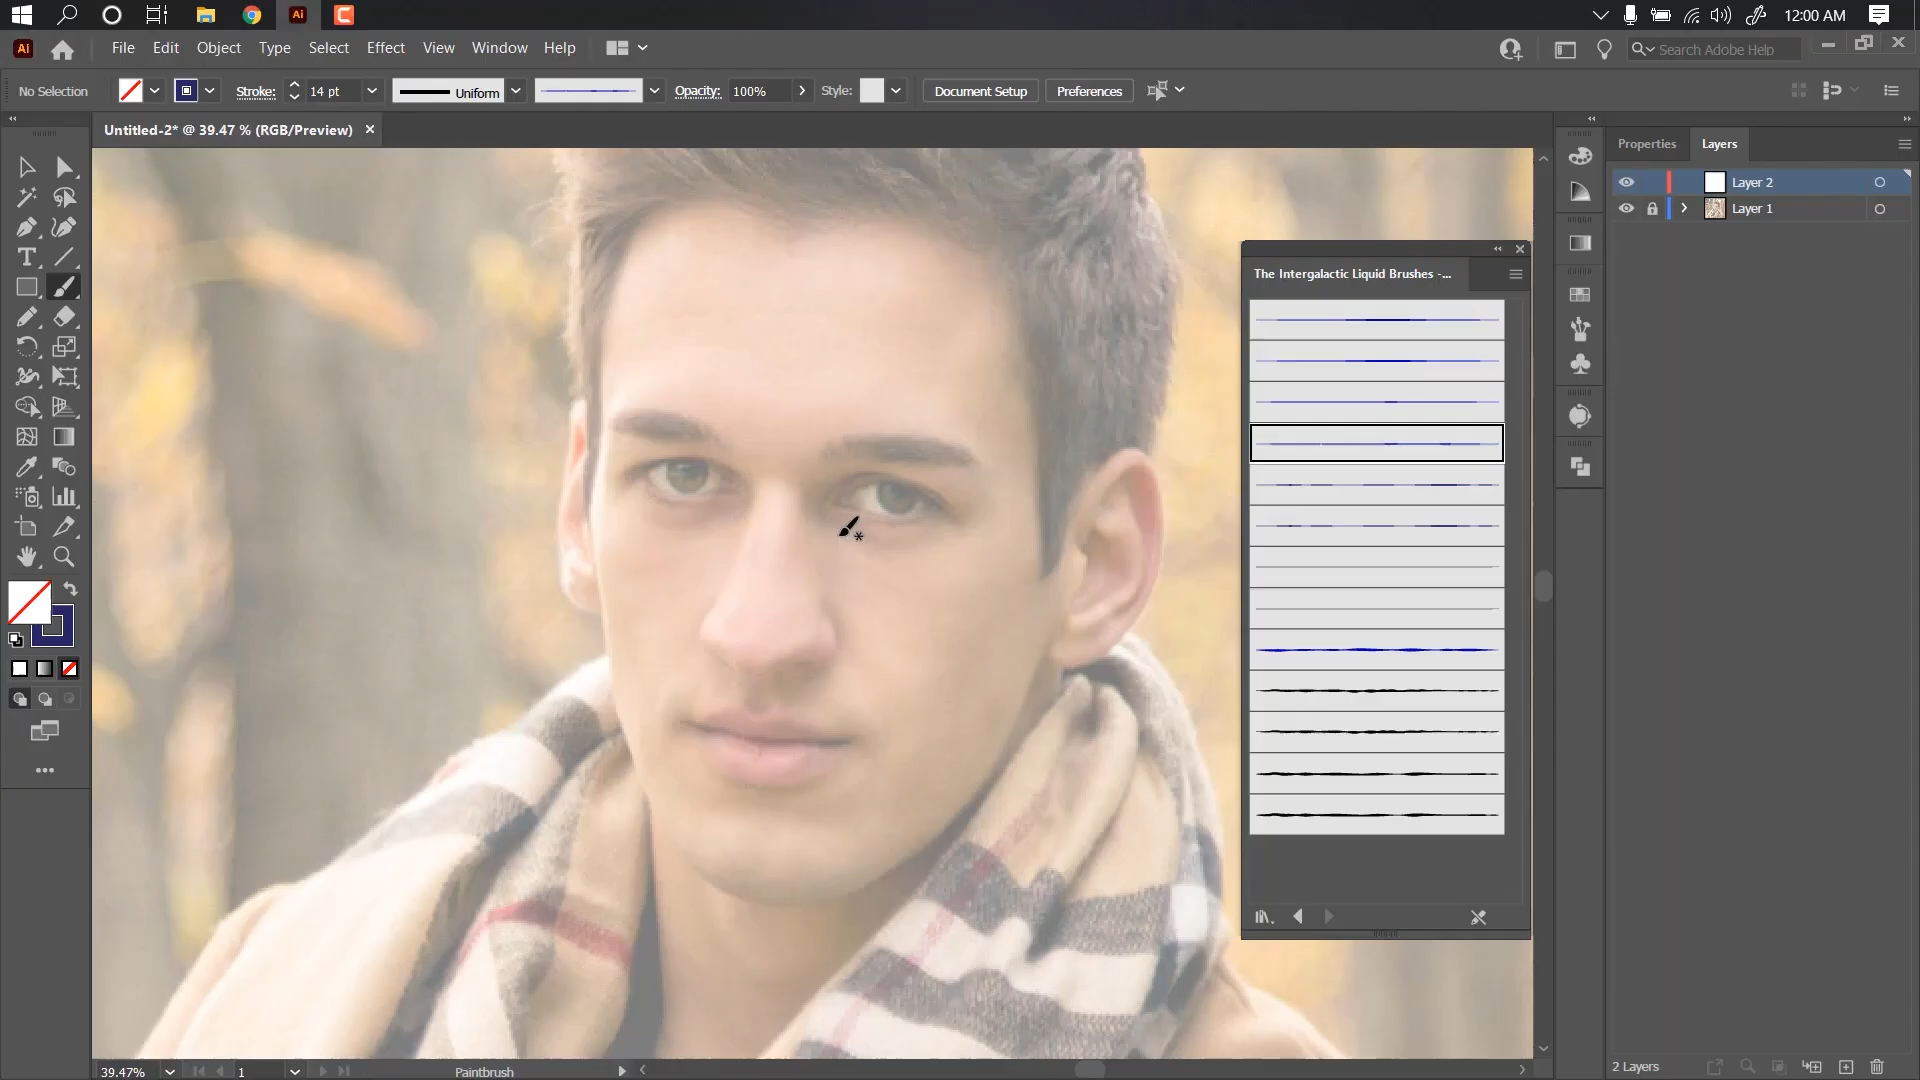 Ai
12:00 AM
Ai
File Edit Object Type Select Effect View Window Help
Search Adobe Help
No Selection
Stroke: 14 pt
Uniform
Opacity: 100%
Style:
Document Setup
Preferences
Untitled-2* @ 39.47 % (RGB/Preview)
Properties
Layers
Layer 2
Layer 1
The Intergalactic Liquid Brushes -...
39.47%
1
Paintbrush
2 Layers